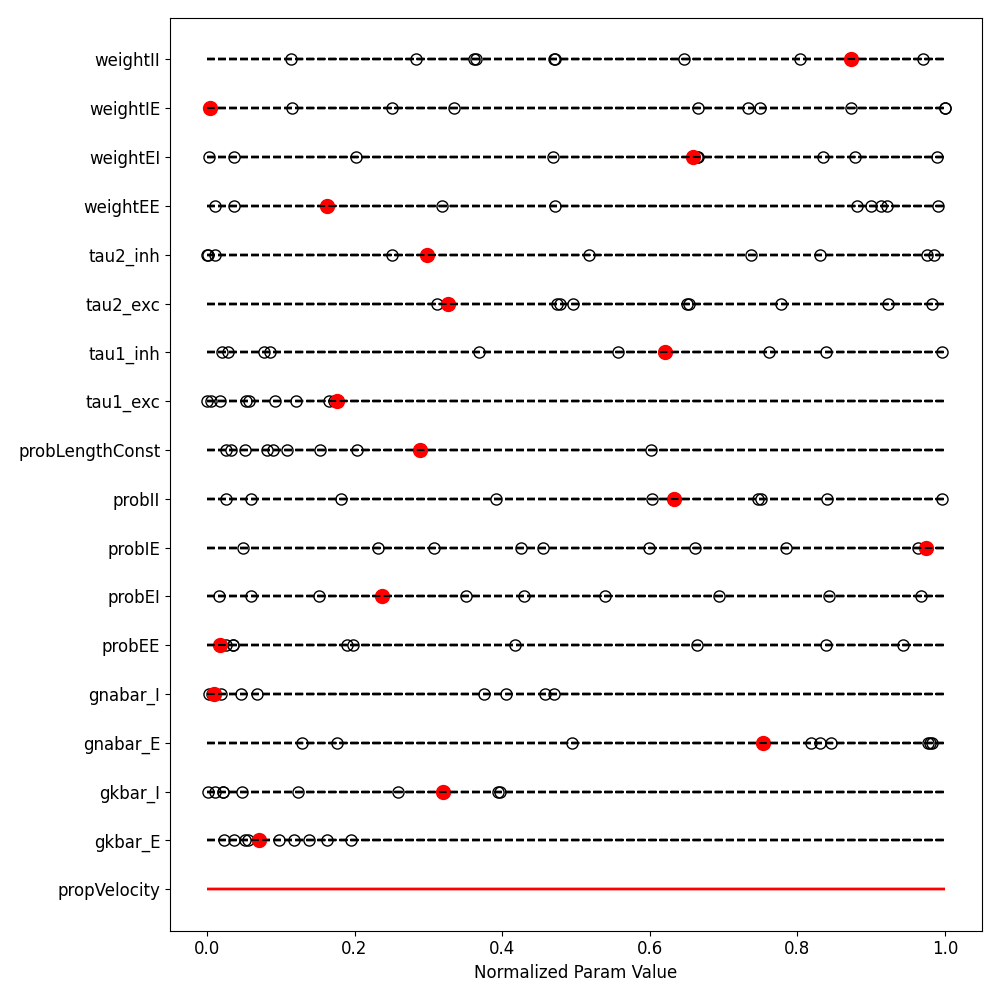 weightII
weightIE
weightEI
weightEE
tau2_inh
tau2_exc
tau1_inh
tau1_exc
probLengthConst
probII
probIE
probEI
probEE
gnabar_I
gnabar_E
gkbar_I
gkbar_E
propVelocity
0.0 0.2 0.4 0.6 0.8 1.0
Normalized Param Value